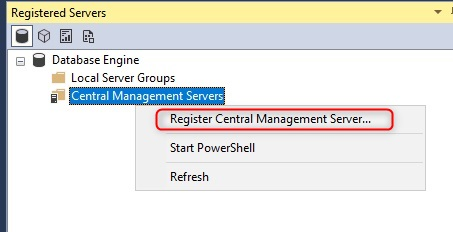 Registered Servers
Database Engine
Local Server Groups
Central Management Servers
Register Central Management Server...
Start PowerShell
Refresh